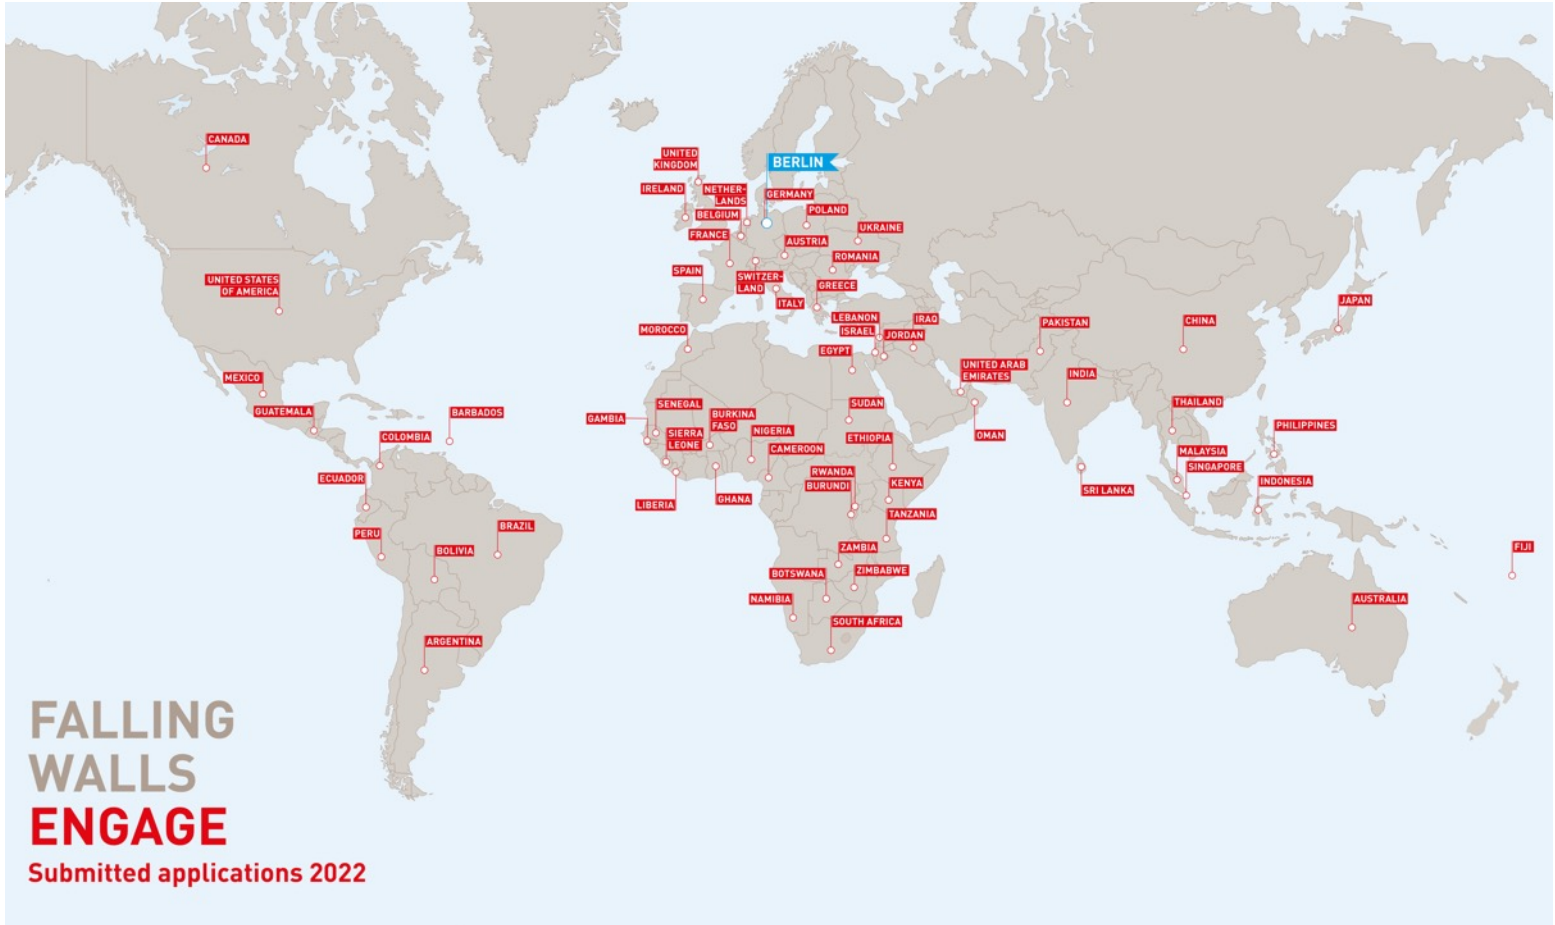 CANADA
UNITED STATES
OF AMERICA
MEXICO
GUATEMALA
BARBADOS
COLOMBIA
ECUADOR
PERU
BRAZIL
BOLIVIA
ARGENTINA
UNITED
KINGDOM
BERLIN
IRELAND
NETHER-
LANDS
GERMANY
BELGIUM
POLAND
FRANCE
UKRAINE
AUSTRIA
ROMANIA
SPAIN
SWITZER-
LAND
GREECE
ITALY
MOROCCO
LEBANON
IRAQ
ISRAEL
JORDAN
EGYPT
PAKISTAN
CHINA
JAPAN
UNITED ARAB
EMIRATES
INDIA
OMAN
THAILAND
PHILIPPINES
MALAYSIA
SINGAPORE
INDONESIA
SRI LANKA
GAMBIA
SENEGAL
BURKINA
FASO
SUDAN
SIERRA
LEONE
NIGERIA
ETHIOPIA
CAMEROON
RWANDA
BURUNDI
KENYA
LIBERIA
GHANA
TANZANIA
ZAMBIA
BOTSWANA
ZIMBABWE
NAMIBIA
SOUTH AFRICA
FIJI
AUSTRALIA
FALLING
WALLS
ENGAGE
Submitted applications 2022